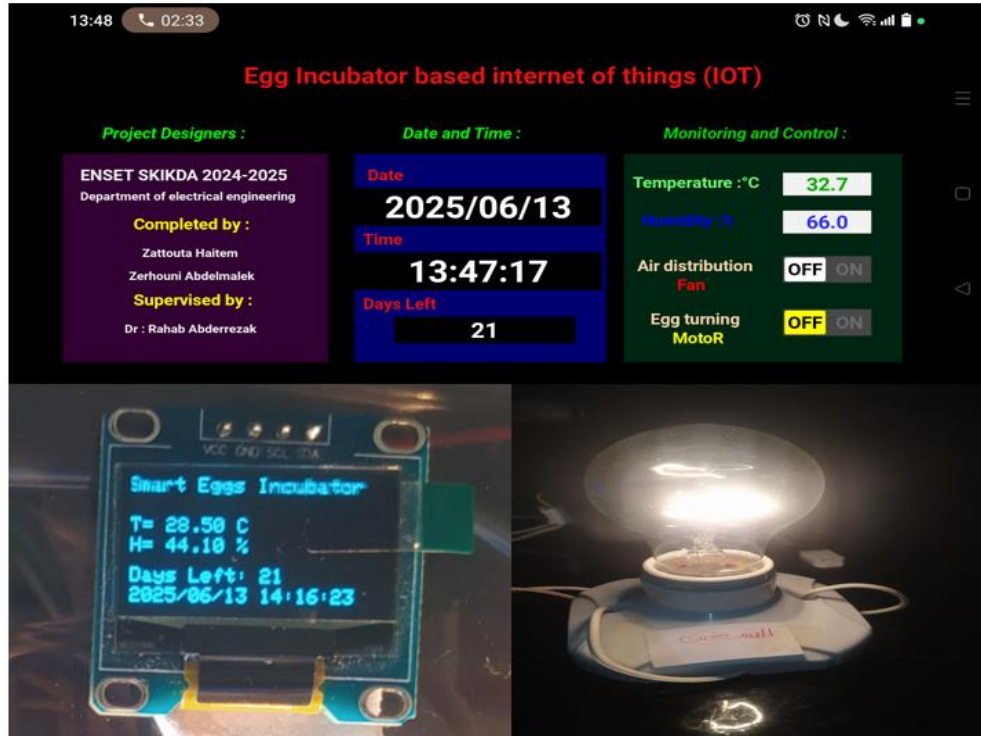 13:48 02:33
Egg Incubator based internet of things (IOT)
Project Designers :
ENSET SKIKDA 2024-2025
Department of electrical engineering
Completed by :
Zattouta Haitem
Zerhouni Abdelmalek
Supervised by :
Dr : Rahab Abderrezak
Date and Time :
Date
2025/06/13
Time
13:47:17
Days Left
21
Monitoring and Control :
Temperature :°C 32.7
Humidity :% 66.0
Air distribution OFF ON
Fan
Egg turning OFF ON
MotoR
VCC GND SCL SDA
Smart Eggs Incubator
T= 28.50 C
H= 44.10 %
Days Left: 21
2025/06/13 14:16:23